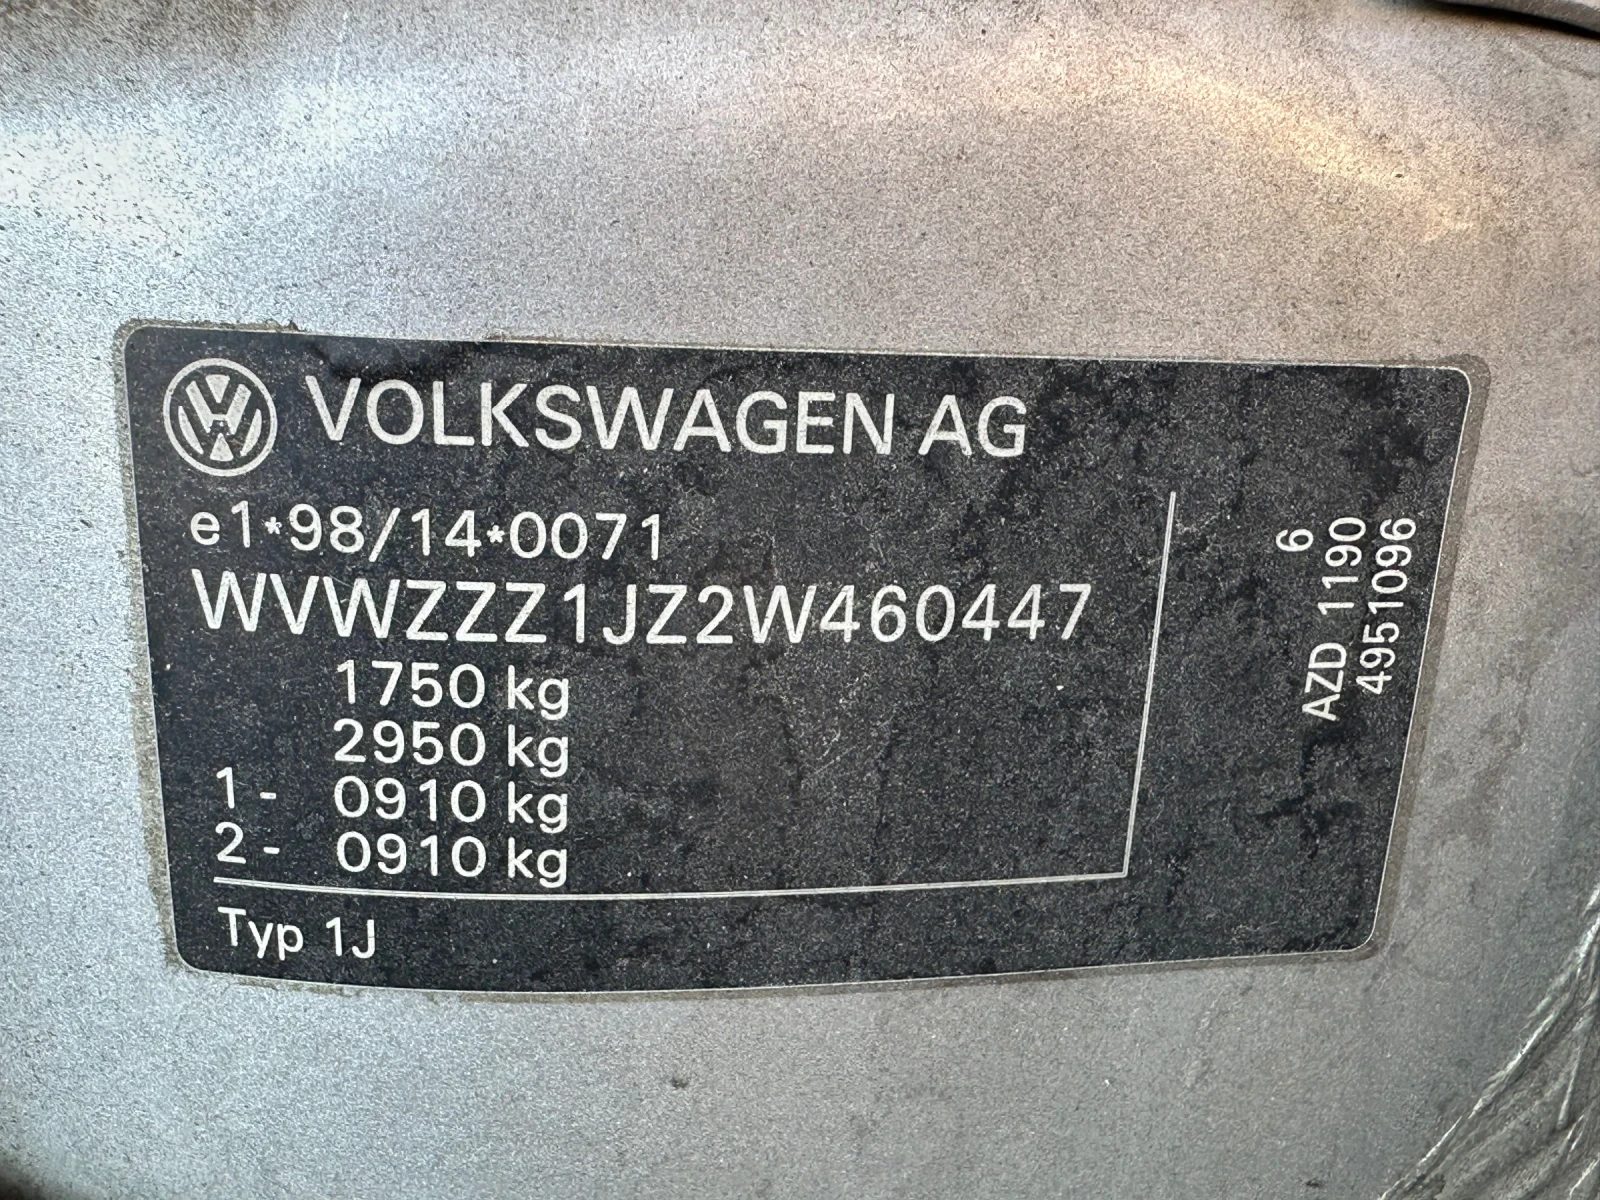 VOLKSWAGEN AG
e1*98/14*0071
WVWZZZ1JZ2W460447
1750 kg
2950 kg
1- 0910 kg
2- 0910 kg
Typ 1J
6
AZD 1190
4951096